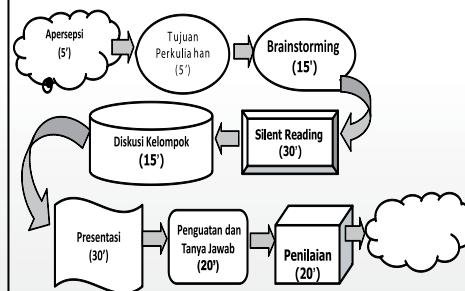 Apersepsi
(5’)
Tujuan
Perkulia han
(5’)
Brainstorming
(15')
Silent Reading
(30’)
Diskusi Kelompok
(15’)
Presentasi
(30’)
Penguatan dan
Tanya Jawab
(20’)
Penilaian
(20')